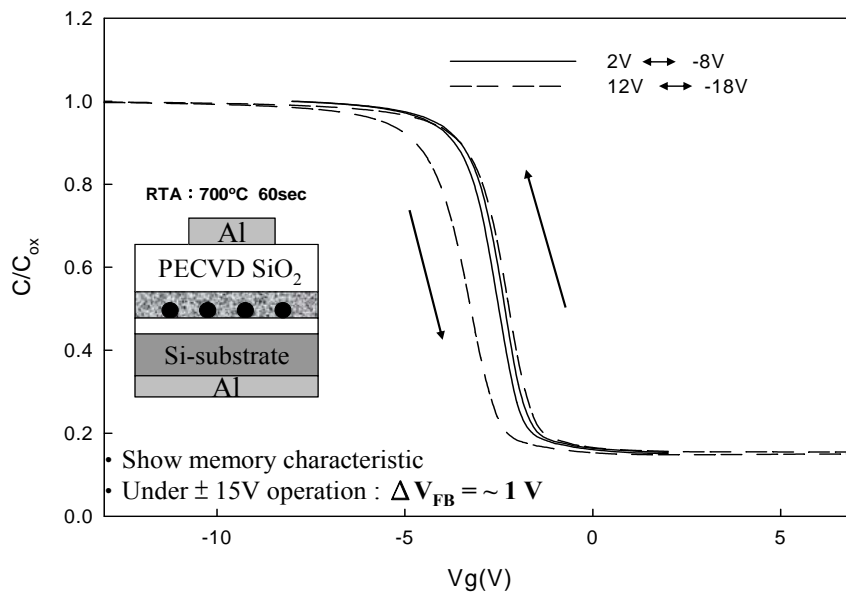 1.2
1.0
0.8
0.6
0.4
0.2
0.0
C/Cox
2V ↔ -8V
12V ↔ -18V
RTA : 700°C 60sec
Al
PECVD SiO2
Si-substrate
Al
• Show memory characteristic
• Under ± 15V operation : Δ VFB = ~ 1 V
-10 -5 0 5
Vg(V)